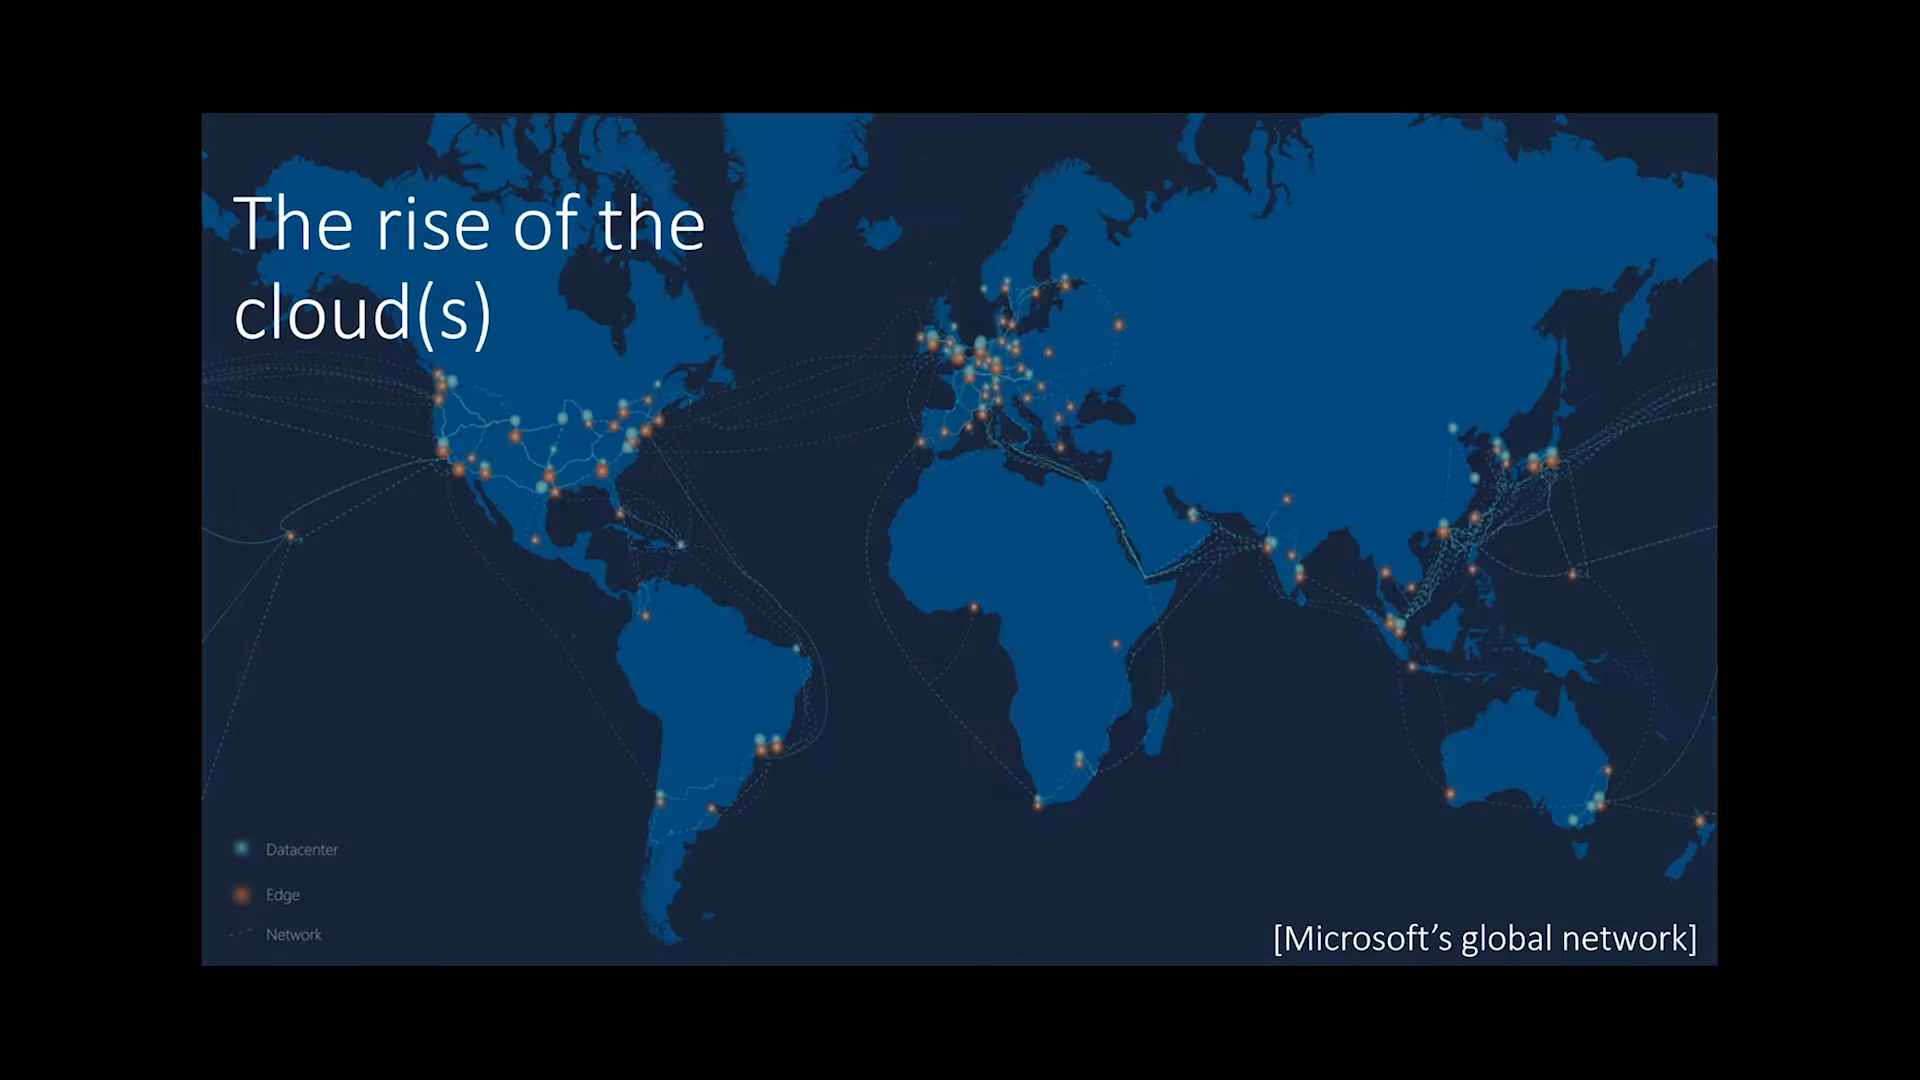 The rise of the
cloud(s)
Datacenter
Edge
Network
[Microsoft's global network]